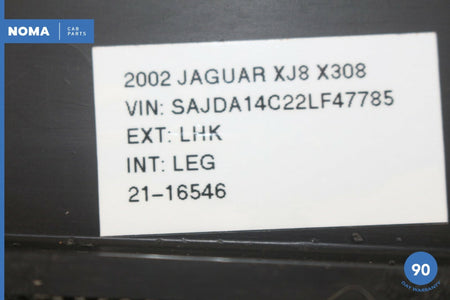 NOMA CAR PARTS
2002 JAGUAR XJ8 X308
VIN: SAJDA14C22LF47785
EXT: LHK
INT: LEG
21-16546
90
DAY WARRANTY